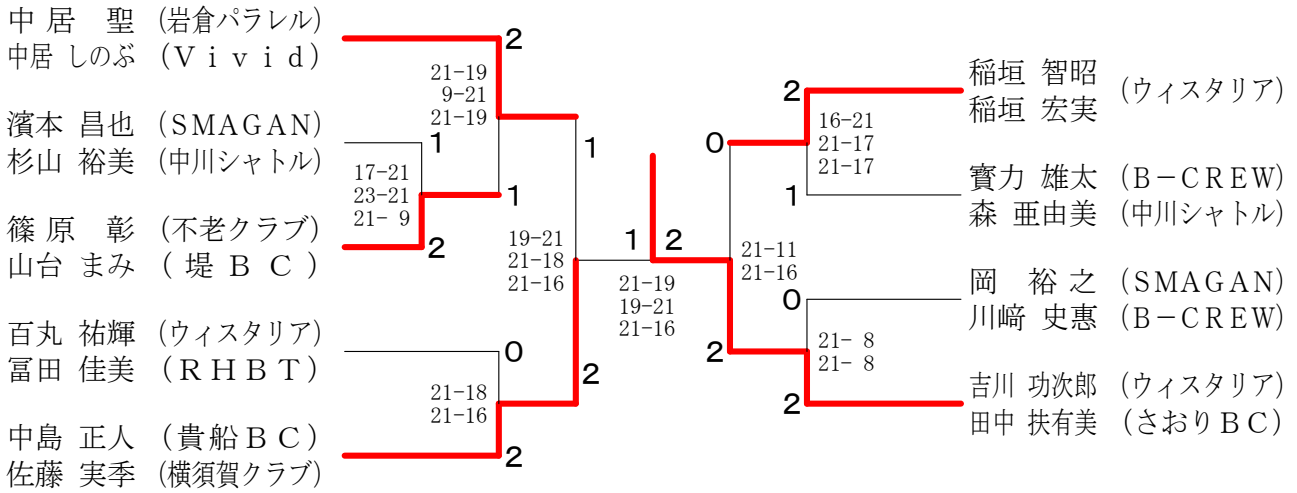 中居 聖 (岩倉パラレル)
中居 しのぶ (Vivid)
濱本 昌也 (SMAGAN)
杉山 裕美 (中川シャトル)
篠原 彰 (不老クラブ)
山台 まみ (堤BC)
百丸 祐輝 (ウィスタリア)
冨田 佳美 (RHBT)
中島 正人 (貴船BC)
佐藤 実季 (横須賀クラブ)
2
21-19
9-21
21-19
1
17-21
23-21
21- 9
2
1
1
19-21
21-18
21-16
0
21-18
21-16
2
2
1
2
21-19
19-21
21-16
2
16-21
21-17
21-17
0
1
21-11
21-16
0
2
21- 8
21- 8
2
稲垣 智昭 (ウィスタリア)
稲垣 宏実
寳力 雄太 (B-CREW)
森 亜由美 (中川シャトル)
岡 裕之 (SMAGAN)
川﨑 史惠 (B-CREW)
吉川 功次郎 (ウィスタリア)
田中 扶有美 (さおりBC)